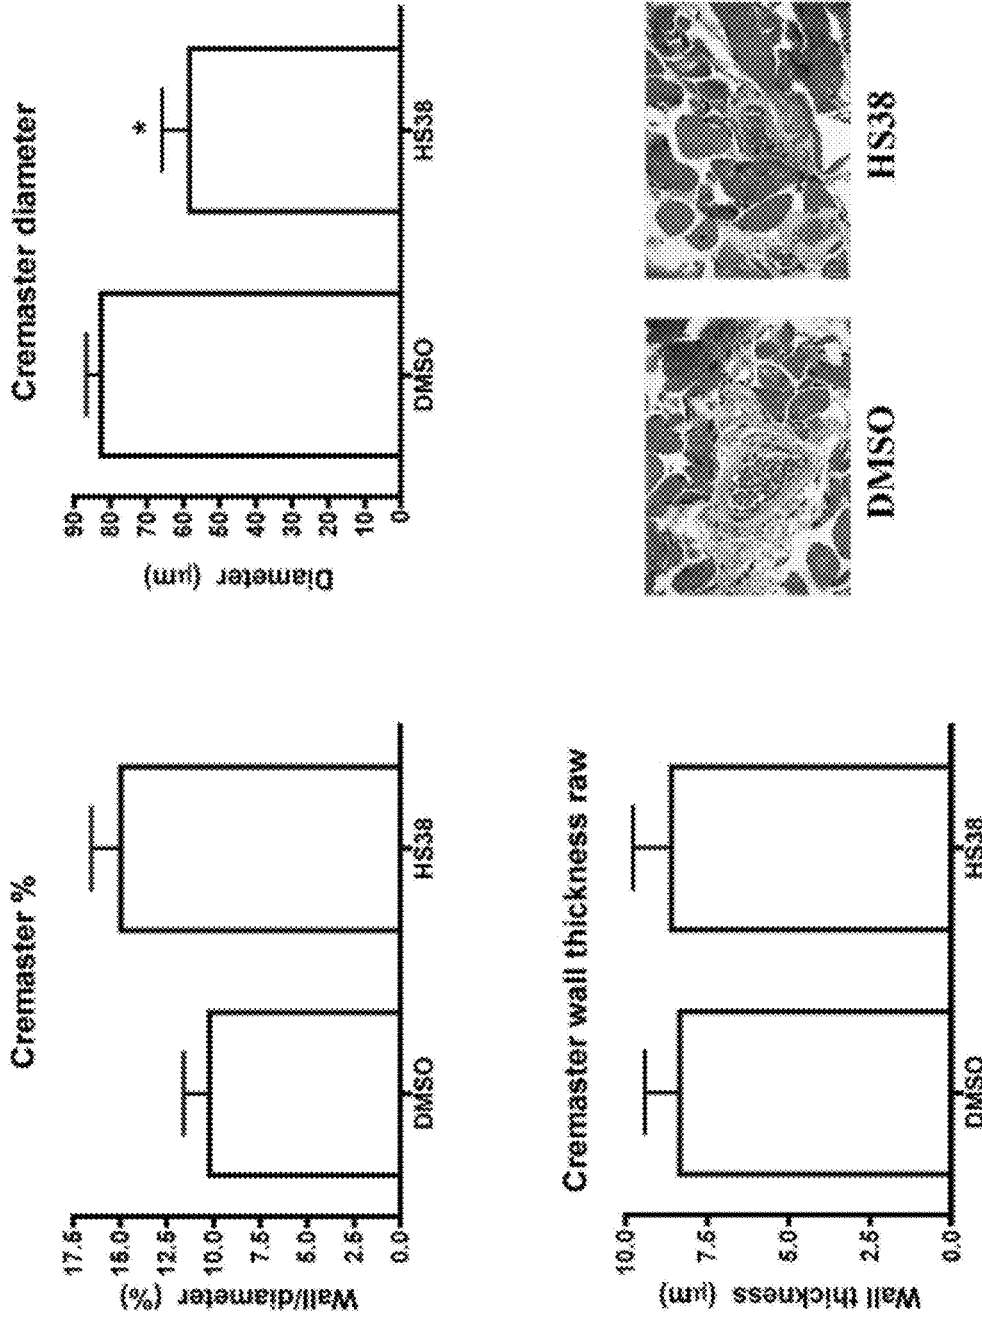 Cremaster %
17.5
15.0
12.5
10.0
7.5
5.0
2.5
0.0
Wall/diameter (%)
DMSO
HS38
Cremaster diameter
90
80
70
60
50
40
30
20
10
0
Diameter (μm)
*
DMSO
HS38
Cremaster wall thickness raw
10.0
7.5
5.0
2.5
0.0
Wall thickness (μm)
DMSO
HS38
DMSO
HS38